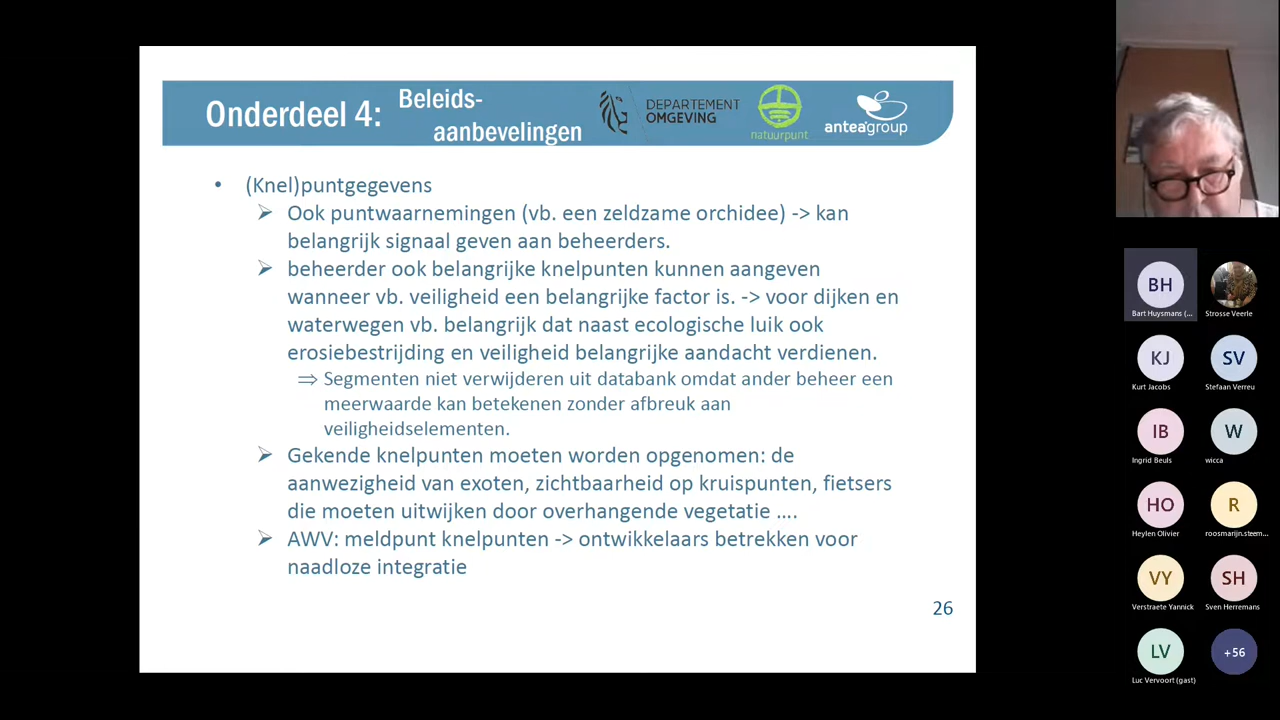 Onderdeel 4:
Beleids-
aanbevelingen
DEPARTEMENT
OMGEVING
natuurpunt
anteagroup
• (Knel)puntgegevens
➢ Ook puntwaarnemingen (vb. een zeldzame orchidee) -> kan
belangrijk signaal geven aan beheerders.
➢ beheerder ook belangrijke knelpunten kunnen aangeven
wanneer vb. veiligheid een belangrijke factor is. -> voor dijken en
waterwegen vb. belangrijk dat naast ecologische luik ook
erosiebestrijding en veiligheid belangrijke aandacht verdienen.
⇒ Segmenten niet verwijderen uit databank omdat ander beheer een
meerwaarde kan betekenen zonder afbreuk aan
veiligheidselementen.
➢ Gekende knelpunten moeten worden opgenomen: de
aanwezigheid van exoten, zichtbaarheid op kruispunten, fietsers
die moeten uitwijken door overhangende vegetatie ....
➢ AWV: meldpunt knelpunten -> ontwikkelaars betrekken voor
naadloze integratie
26
BH
Bart Huysmans (...
Strosse Veerle
KJ
Kurt Jacobs
SV
Stefaan Verreu
IB
Ingrid Beuls
W
wicca
HO
Heylen Olivier
R
roosmarijn.steem...
VY
Verstraete Yannick
SH
Sven Herremans
LV
Luc Vervoort (gast)
+56